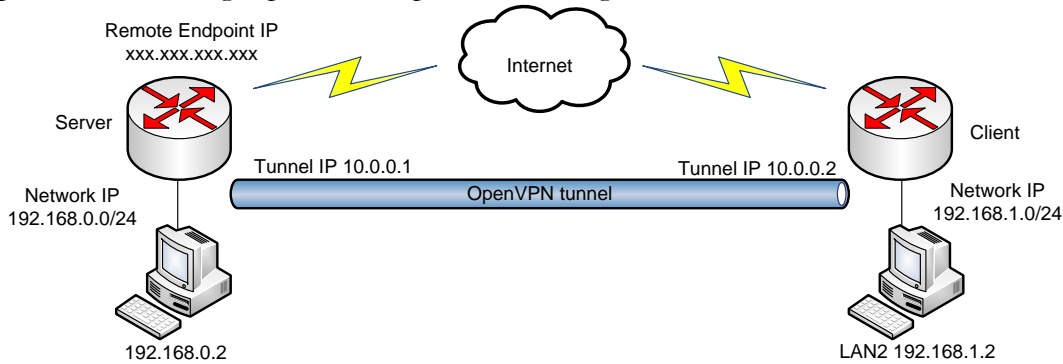 Remote Endpoint IP
xxx.xxx.xxx.xxx
Internet
Server
Client
Tunnel IP 10.0.0.1
Tunnel IP 10.0.0.2
OpenVPN tunnel
Network IP
192.168.0.0/24
Network IP
192.168.1.0/24
192.168.0.2
LAN2 192.168.1.2